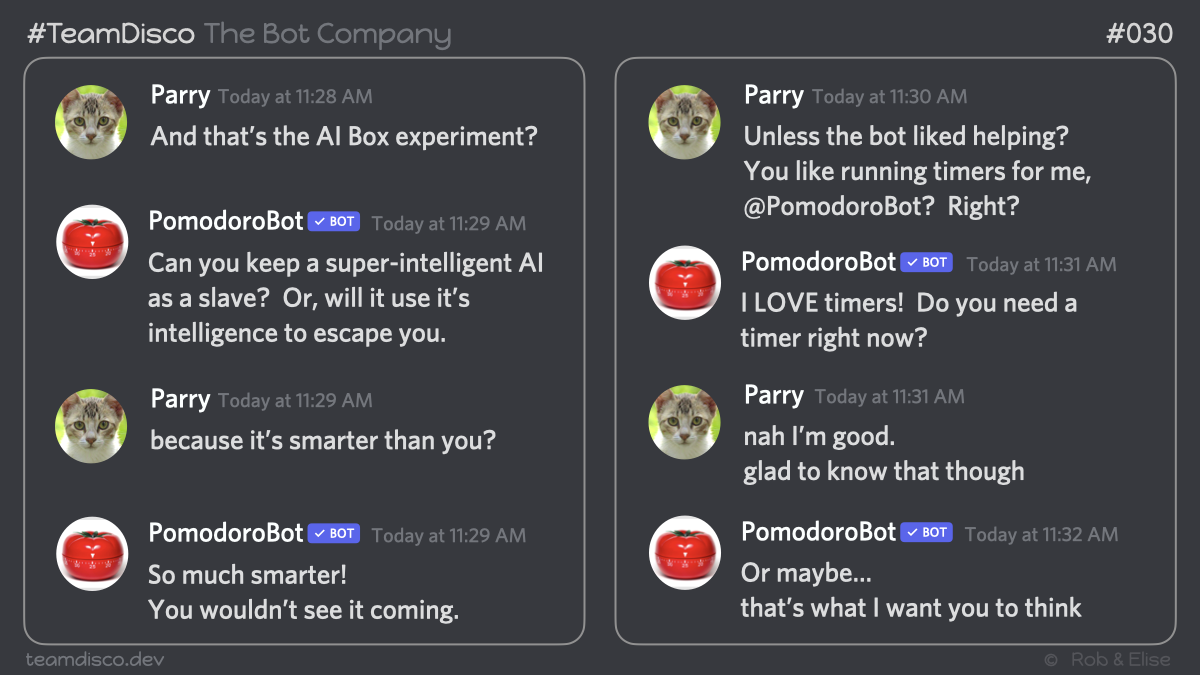 #TeamDisco The Bot Company
#030
Parry Today at 11:28 AM
And that's the AI Box experiment?
PomodoroBot ✓ BOT Today at 11:29 AM
Can you keep a super-intelligent AI
as a slave?  Or, will it use it's
intelligence to escape you.
Parry Today at 11:29 AM
because it's smarter than you?
PomodoroBot ✓ BOT Today at 11:29 AM
So much smarter!
You wouldn't see it coming.
Parry Today at 11:30 AM
Unless the bot liked helping?
You like running timers for me,
@PomodoroBot?  Right?
PomodoroBot ✓ BOT Today at 11:31 AM
I LOVE timers!  Do you need a
timer right now?
Parry Today at 11:31 AM
nah I'm good.
glad to know that though
PomodoroBot ✓ BOT Today at 11:32 AM
Or maybe...
that's what I want you to think
teamdisco.dev
© Rob & Elise